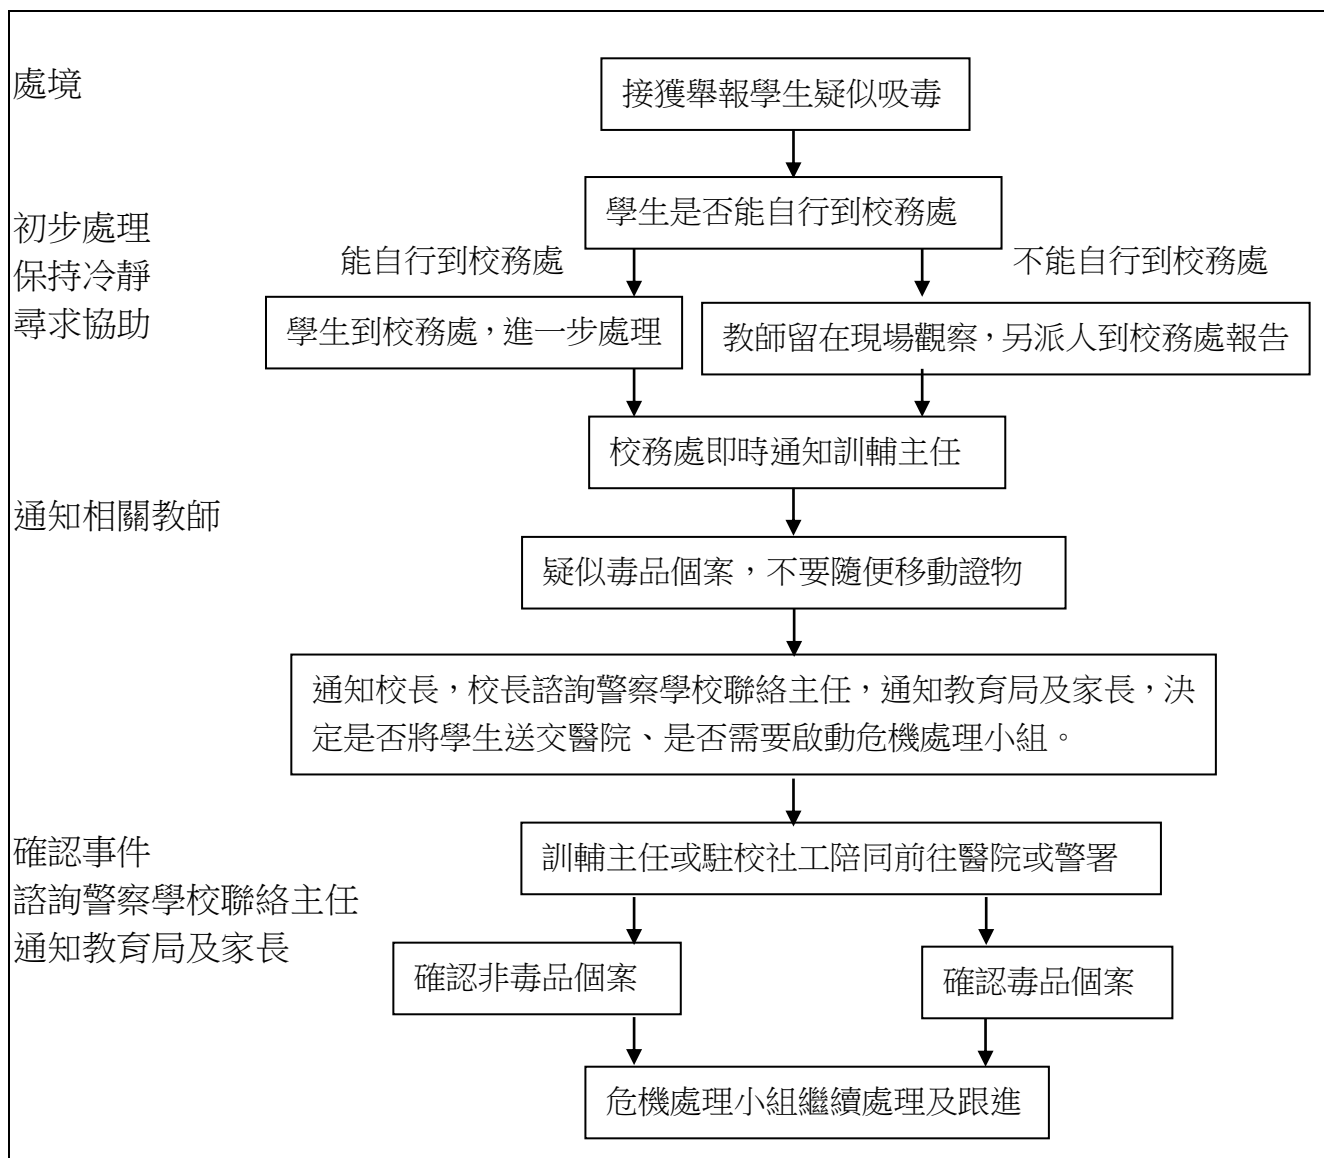 處境
接獲舉報學生疑似吸毒
學生是否能自行到校務處
初步處理
保持冷靜
尋求協助
能自行到校務處
不能自行到校務處
學生到校務處，進一步處理
教師留在現場觀察，另派人到校務處報告
校務處即時通知訓輔主任
通知相關教師
疑似毒品個案，不要隨便移動證物
通知校長，校長諮詢警察學校聯絡主任，通知教育局及家長，決
定是否將學生送交醫院、是否需要啟動危機處理小組。
確認事件
諮詢警察學校聯絡主任
通知教育局及家長
訓輔主任或駐校社工陪同前往醫院或警署
確認非毒品個案
確認毒品個案
危機處理小組繼續處理及跟進